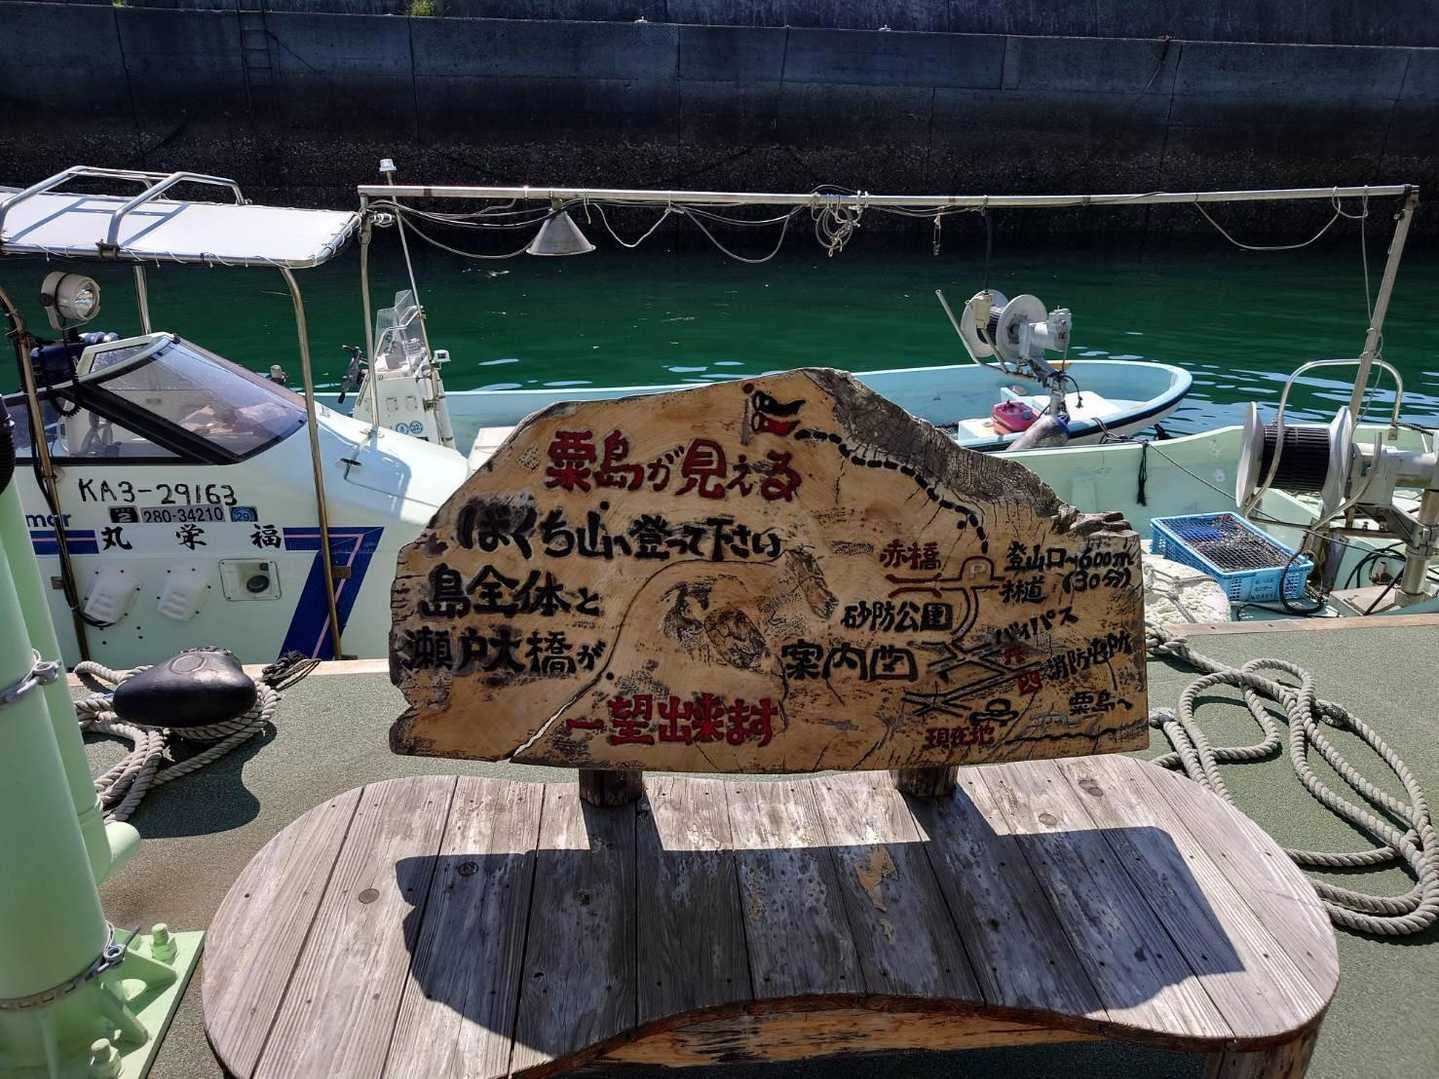 KA3-29163
280-34210
29
丸 栄 福
粟島が見える
ばくち山へ登って下さい
島全体と
瀬戸大橋が
一望出来ます
案内図
赤橋
砂防公園
P
登山口〜600m
林道 (30分)
バイパス
消防屯所
粟島へ
現在地